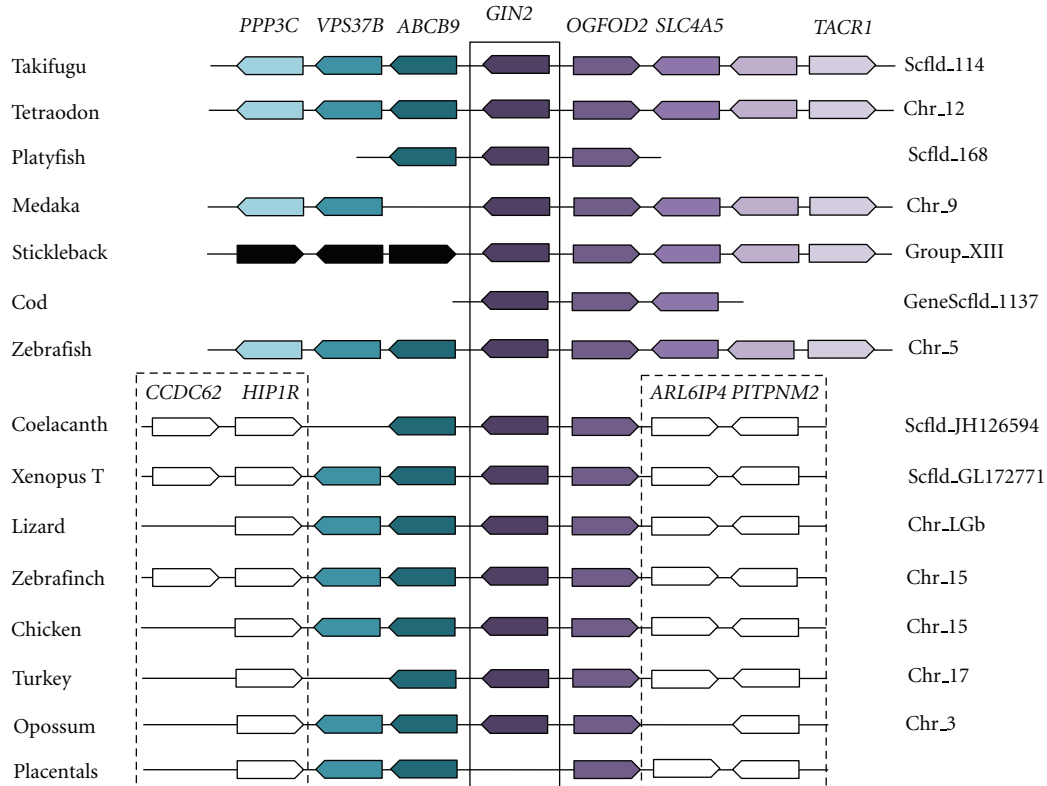 PPP3C VPS37B ABCB9 GIN2 OGFOD2 SLC4A5 TACR1
Takifugu Scfld_114
Tetraodon Chr_12
Platyfish Scfld_168
Medaka Chr_9
Stickleback Group_XIII
Cod GeneScfld_1137
Zebrafish Chr_5
CCDC62 HIP1R ARL6IP4 PITPNM2
Coelacanth Scfld_JH126594
Xenopus T Scfld_GL172771
Lizard Chr_LGb
Zebrafinch Chr_15
Chicken Chr_15
Turkey Chr_17
Opossum Chr_3
Placentals